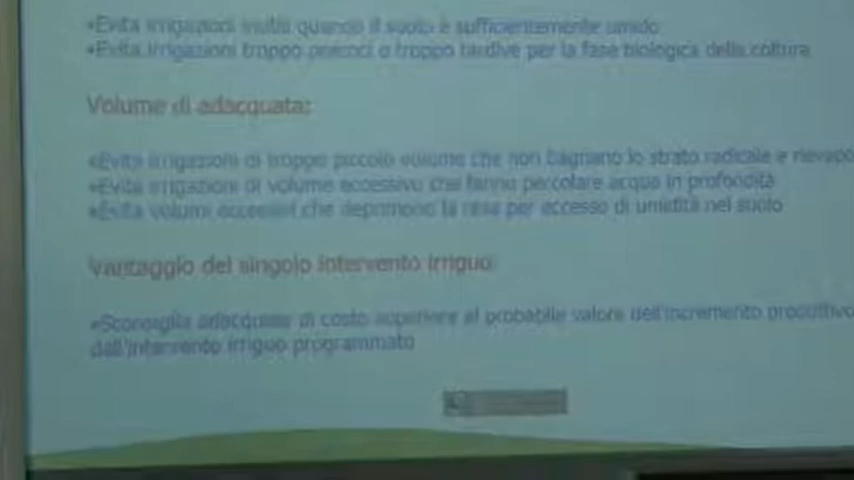 •Evita irrigazioni inutili quando il suolo è sufficientemente umido
•Evita irrigazioni troppo precoci o troppo tardive per la fase biologica della coltura
Volume di adacquata:
•Evita irrigazioni di troppo piccolo volume che non bagnano lo strato radicale e rievapo
•Evita irrigazioni di volume eccessivo che fanno percolare acqua in profondità
•Evita volumi eccessivi che deprimono la resa per eccesso di umidità nel suolo
Vantaggio del singolo intervento irriguo
•Sconsiglia adacquate di costo superiore al probabile valore dell'incremento produttivo
dall'intervento irriguo programmato